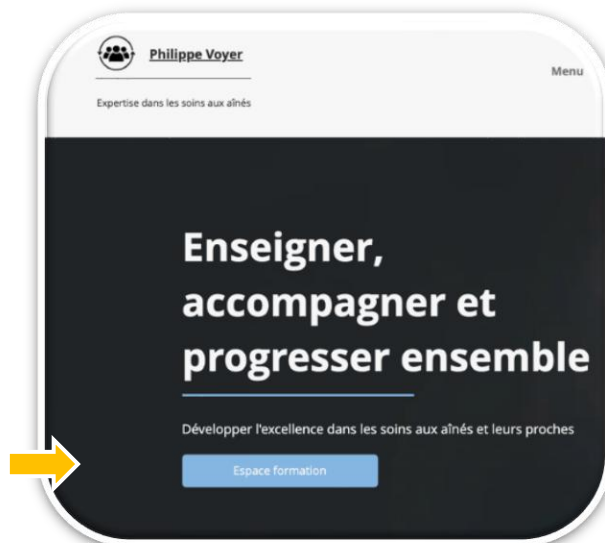 Philippe Voyer
Menu
Expertise dans les soins aux aînés
Enseigner,
accompagner et
progresser ensemble
Développer l'excellence dans les soins aux aînés et leurs proches
Espace formation